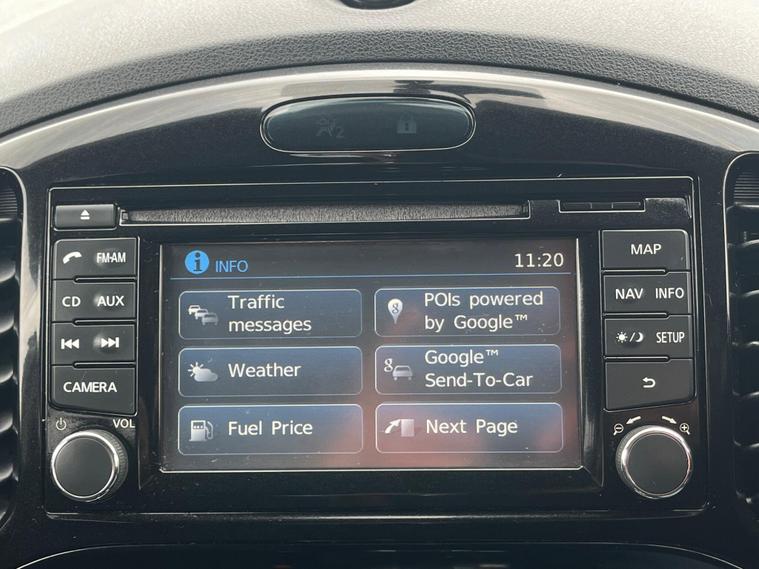 2
FM·AM
CD AUX
CAMERA
VOL
i INFO 11:20
Traffic
messages
POIs powered
by Google™
Weather
Google™
Send-To-Car
Fuel Price
Next Page
MAP
NAV INFO
SETUP